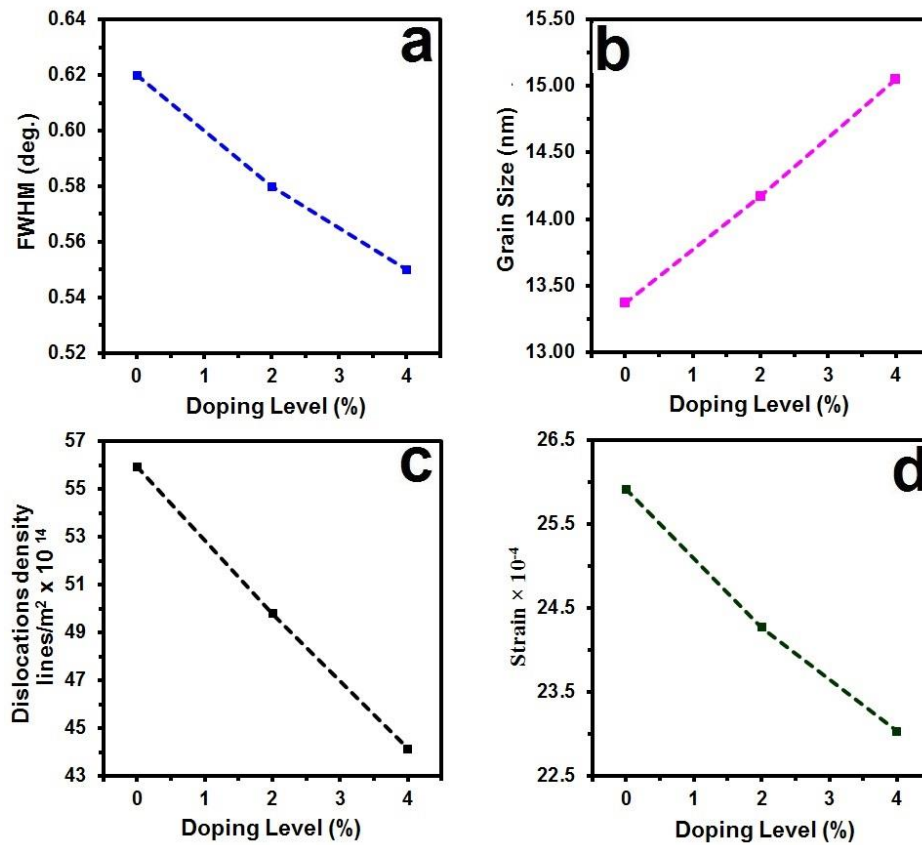 a
0.64
0.62
0.60
0.58
0.56
0.54
0.52
FWHM (deg.)
0 1 2 3 4
Doping Level (%)
b
15.50
15.00
14.50
14.00
13.50
13.00
Grain Size (nm)
0 1 2 3 4
Doping Level (%)
c
57
55
53
51
49
47
45
43
Dislocations density
lines/m² x 10 ¹⁴
0 1 2 3 4
Doping Level (%)
d
26.5
25.5
24.5
23.5
22.5
Strain × 10⁻⁴
0 1 2 3 4
Doping Level (%)